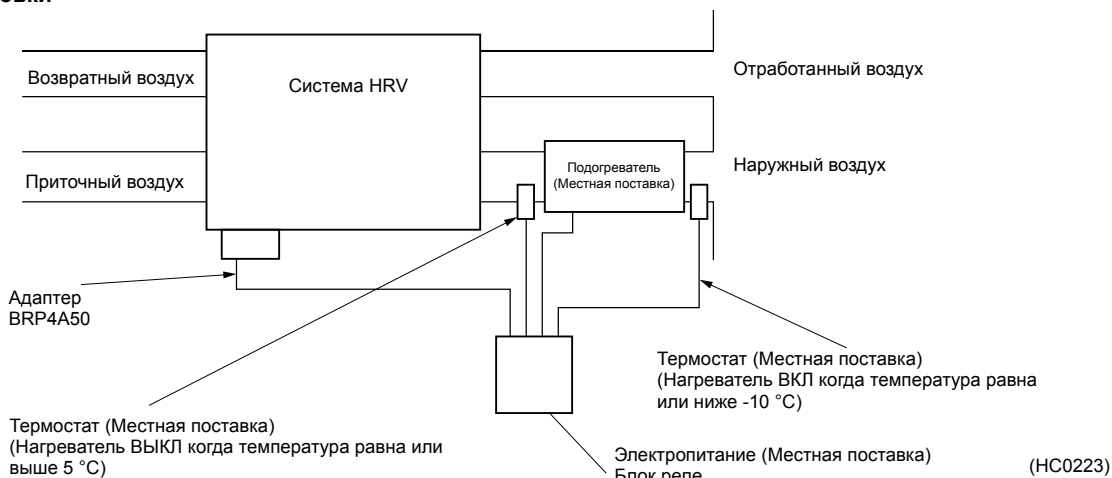 Возвратный воздух
Система HRV
Отработанный воздух
Приточный воздух
Подогреватель
(Местная поставка)
Наружный воздух
Адаптер
BRP4A50
Термостат (Местная поставка)
(Нагреватель ВКЛ когда температура равна
или ниже -10 °C)
Термостат (Местная поставка)
(Нагреватель ВЫКЛ когда температура равна или
выше 5 °C)
Электропитание (Местная поставка)
Блок реле
(HC0223)